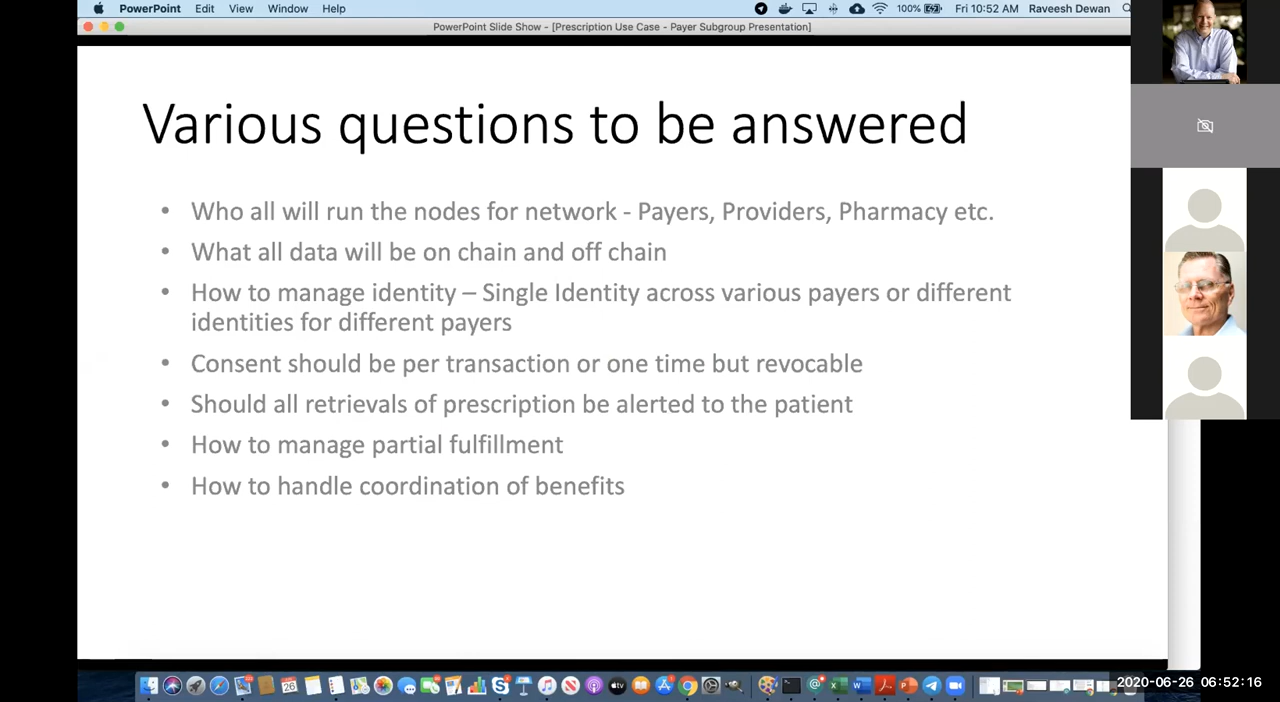 PowerPoint Edit View Window Help 100% Fri 10:52 AM Raveesh Dewan
PowerPoint Slide Show - [Prescription Use Case - Payer Subgroup Presentation]
Various questions to be answered
• Who all will run the nodes for network - Payers, Providers, Pharmacy etc.
• What all data will be on chain and off chain
• How to manage identity – Single Identity across various payers or different
identities for different payers
• Consent should be per transaction or one time but revocable
• Should all retrievals of prescription be alerted to the patient
• How to manage partial fulfillment
• How to handle coordination of benefits
26 tv
2020-06-26 06:52:16